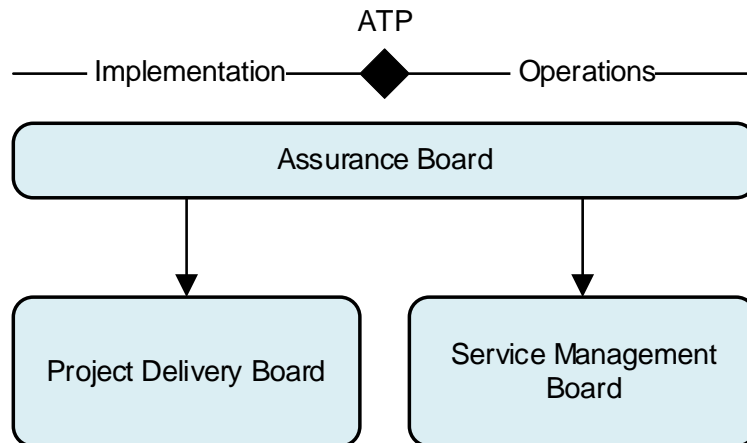 ATP
Implementation Operations
Assurance Board
Project Delivery Board
Service Management
Board